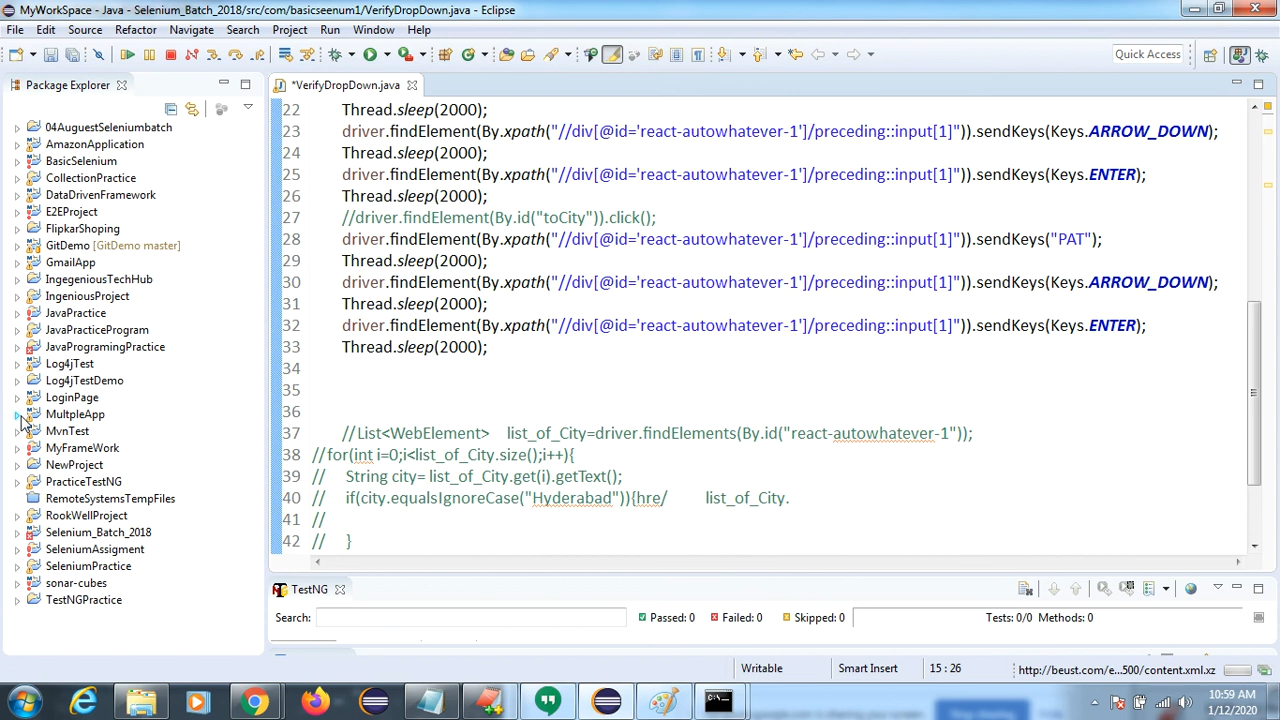 MyWorkSpace - Java - Selenium_Batch_2018/src/com/basicseenum1/VerifyDropDown.java - Eclipse
File Edit Source Refactor Navigate Search Project Run Window Help
Quick Access
Package Explorer
*VerifyDropDown.java
04AuguestSeleniumbatch
AmazonApplication
BasicSelenium
CollectionPractice
DataDrivenFramework
E2EProject
FlipkarShoping
GitDemo [GitDemo master]
GmailApp
IngegeniousTechHub
IngeniousProject
JavaPractice
JavaPracticeProgram
JavaProgramingPractice
Log4jTest
Log4jTestDemo
LoginPage
MultpleApp
MvnTest
MyFrameWork
NewProject
PracticeTestNG
RemoteSystemsTempFiles
RookWellProject
Selenium_Batch_2018
SeleniumAssigment
SeleniumPractice
sonar-cubes
TestNGPractice
22 Thread.sleep(2000);
23 driver.findElement(By.xpath("//div[@id='react-autowhatever-1']/preceding::input[1]")).sendKeys(Keys.ARROW_DOWN);
24 Thread.sleep(2000);
25 driver.findElement(By.xpath("//div[@id='react-autowhatever-1']/preceding::input[1]")).sendKeys(Keys.ENTER);
26 Thread.sleep(2000);
27 //driver.findElement(By.id("toCity")).click();
28 driver.findElement(By.xpath("//div[@id='react-autowhatever-1']/preceding::input[1]")).sendKeys("PAT");
29 Thread.sleep(2000);
30 driver.findElement(By.xpath("//div[@id='react-autowhatever-1']/preceding::input[1]")).sendKeys(Keys.ARROW_DOWN);
31 Thread.sleep(2000);
32 driver.findElement(By.xpath("//div[@id='react-autowhatever-1']/preceding::input[1]")).sendKeys(Keys.ENTER);
33 Thread.sleep(2000);
34
35
36
37 //List<WebElement> list_of_City=driver.findElements(By.id("react-autowhatever-1"));
38 //for(int i=0;i<list_of_City.size();i++){
39 // String city= list_of_City.get(i).getText();
40 // if(city.equalsIgnoreCase("Hyderabad")){hre/ list_of_City.
41 //
42 // }
TestNG
Search: Passed: 0 Failed: 0 Skipped: 0 Tests: 0/0 Methods: 0
Writable Smart Insert 15 : 26 http://beust.com/e...500/content.xml.xz
10:59 AM
1/12/2020